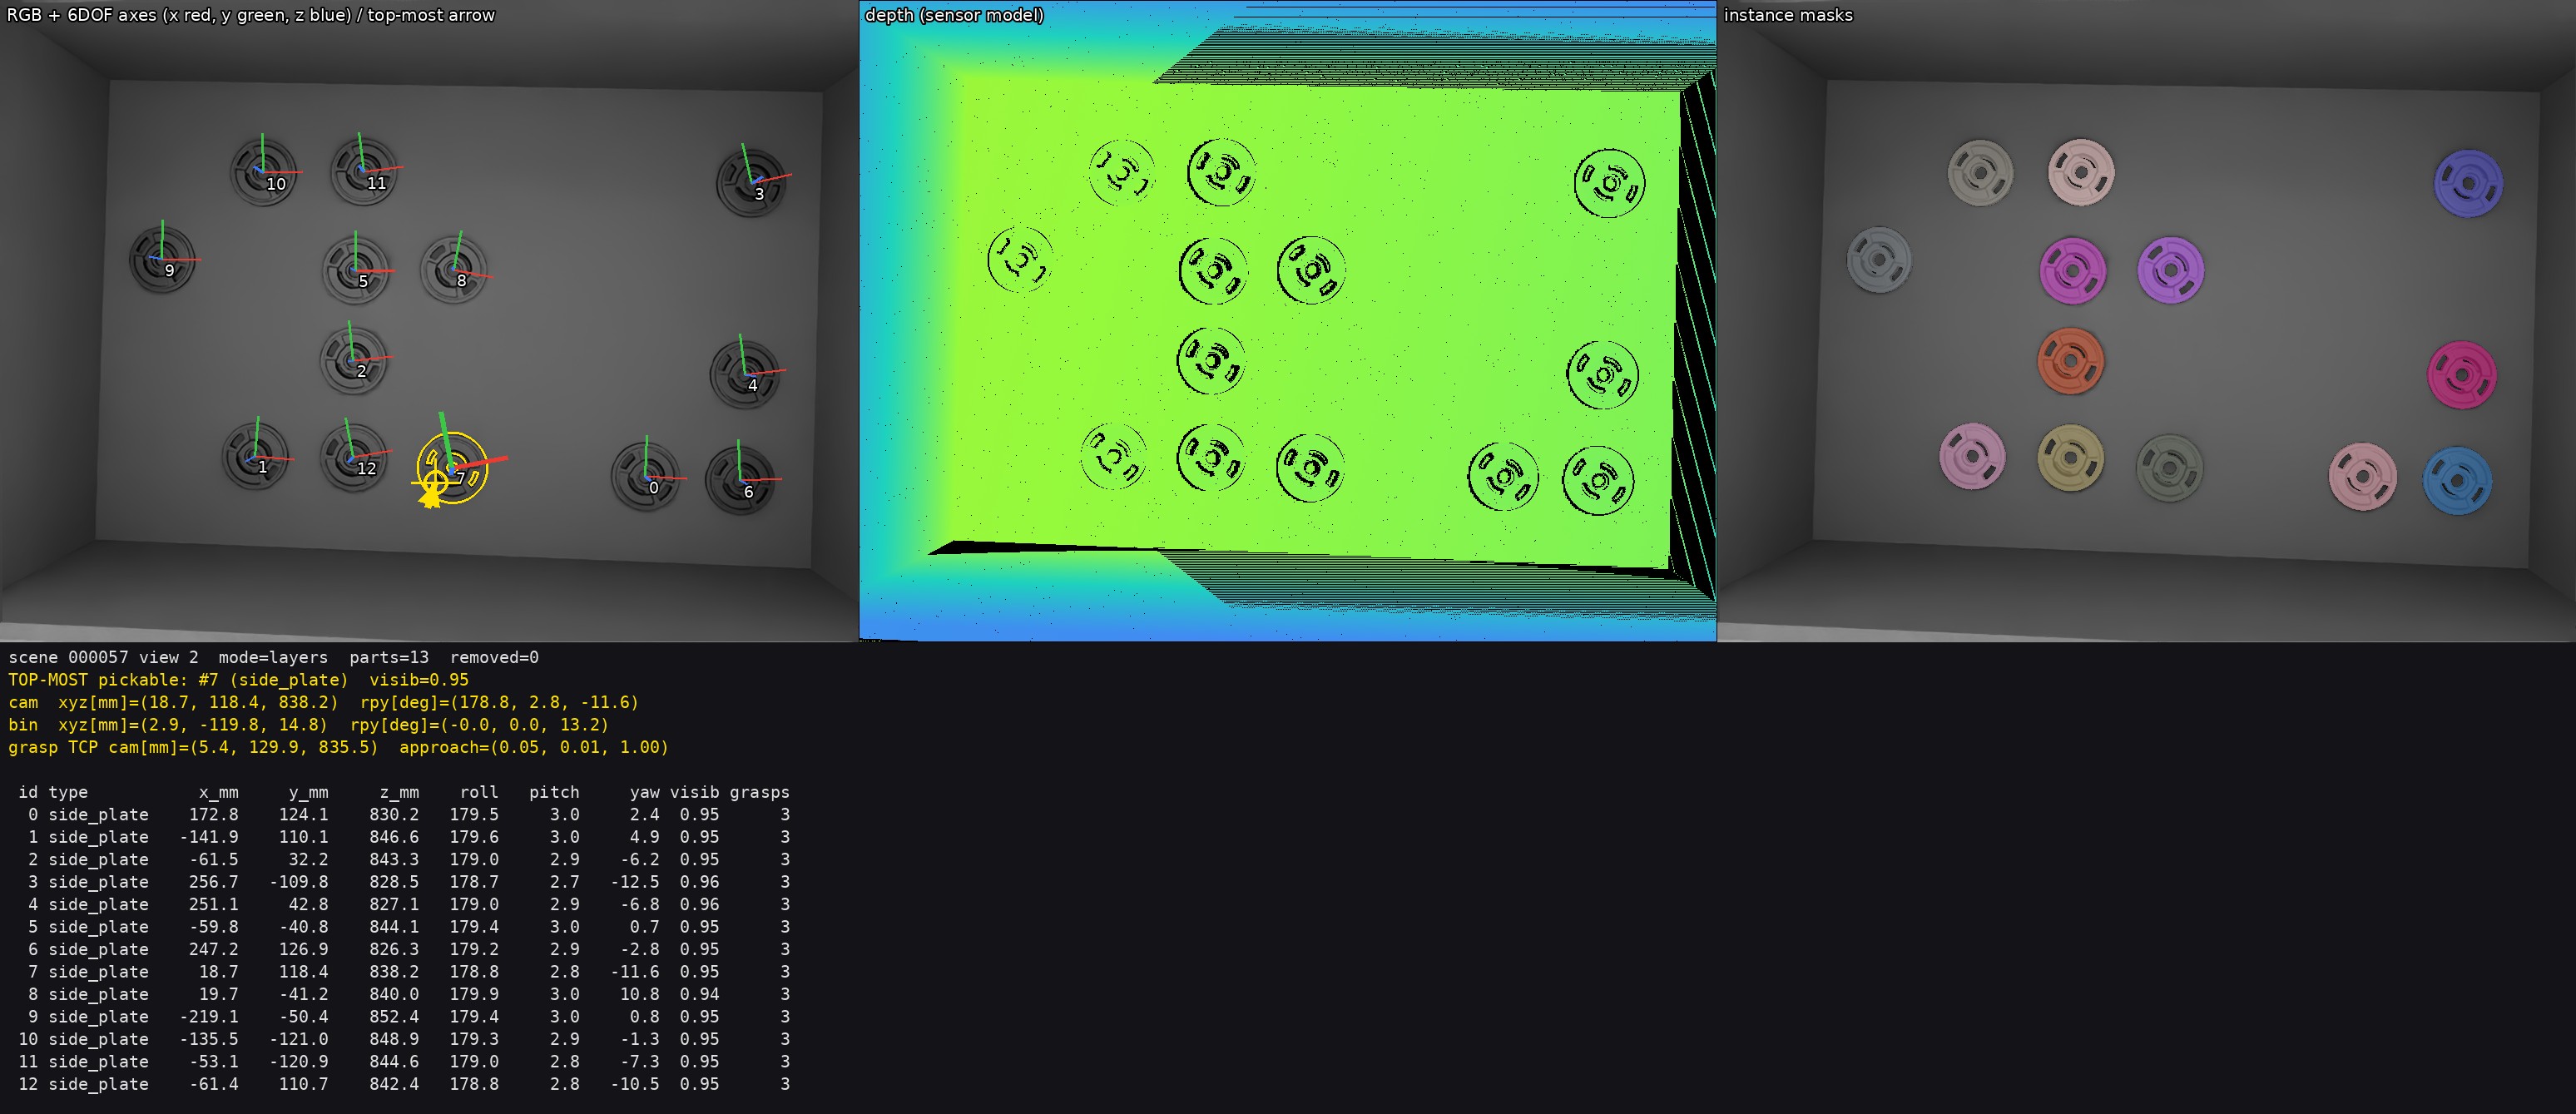 RGB + 6DOF axes (x red, y green, z blue) / top-most arrow
depth (sensor model)
instance masks
10
11
3
9
5
8
2
4
1
12
7
0
6
scene 000057 view 2  mode=layers  parts=13  removed=0
TOP-MOST pickable: #7 (side_plate)  visib=0.95
cam  xyz[mm]=(18.7, 118.4, 838.2)  rpy[deg]=(178.8, 2.8, -11.6)
bin  xyz[mm]=(2.9, -119.8, 14.8)  rpy[deg]=(-0.0, 0.0, 13.2)
grasp TCP cam[mm]=(5.4, 129.9, 835.5)  approach=(0.05, 0.01, 1.00)
id type x_mm y_mm z_mm roll pitch yaw visib grasps
0 side_plate 172.8 124.1 830.2 179.5 3.0 2.4 0.95 3
1 side_plate -141.9 110.1 846.6 179.6 3.0 4.9 0.95 3
2 side_plate -61.5 32.2 843.3 179.0 2.9 -6.2 0.95 3
3 side_plate 256.7 -109.8 828.5 178.7 2.7 -12.5 0.96 3
4 side_plate 251.1 42.8 827.1 179.0 2.9 -6.8 0.96 3
5 side_plate -59.8 -40.8 844.1 179.4 3.0 0.7 0.95 3
6 side_plate 247.2 126.9 826.3 179.2 2.9 -2.8 0.95 3
7 side_plate 18.7 118.4 838.2 178.8 2.8 -11.6 0.95 3
8 side_plate 19.7 -41.2 840.0 179.9 3.0 10.8 0.94 3
9 side_plate -219.1 -50.4 852.4 179.4 3.0 0.8 0.95 3
10 side_plate -135.5 -121.0 848.9 179.3 2.9 -1.3 0.95 3
11 side_plate -53.1 -120.9 844.6 179.0 2.8 -7.3 0.95 3
12 side_plate -61.4 110.7 842.4 178.8 2.8 -10.5 0.95 3